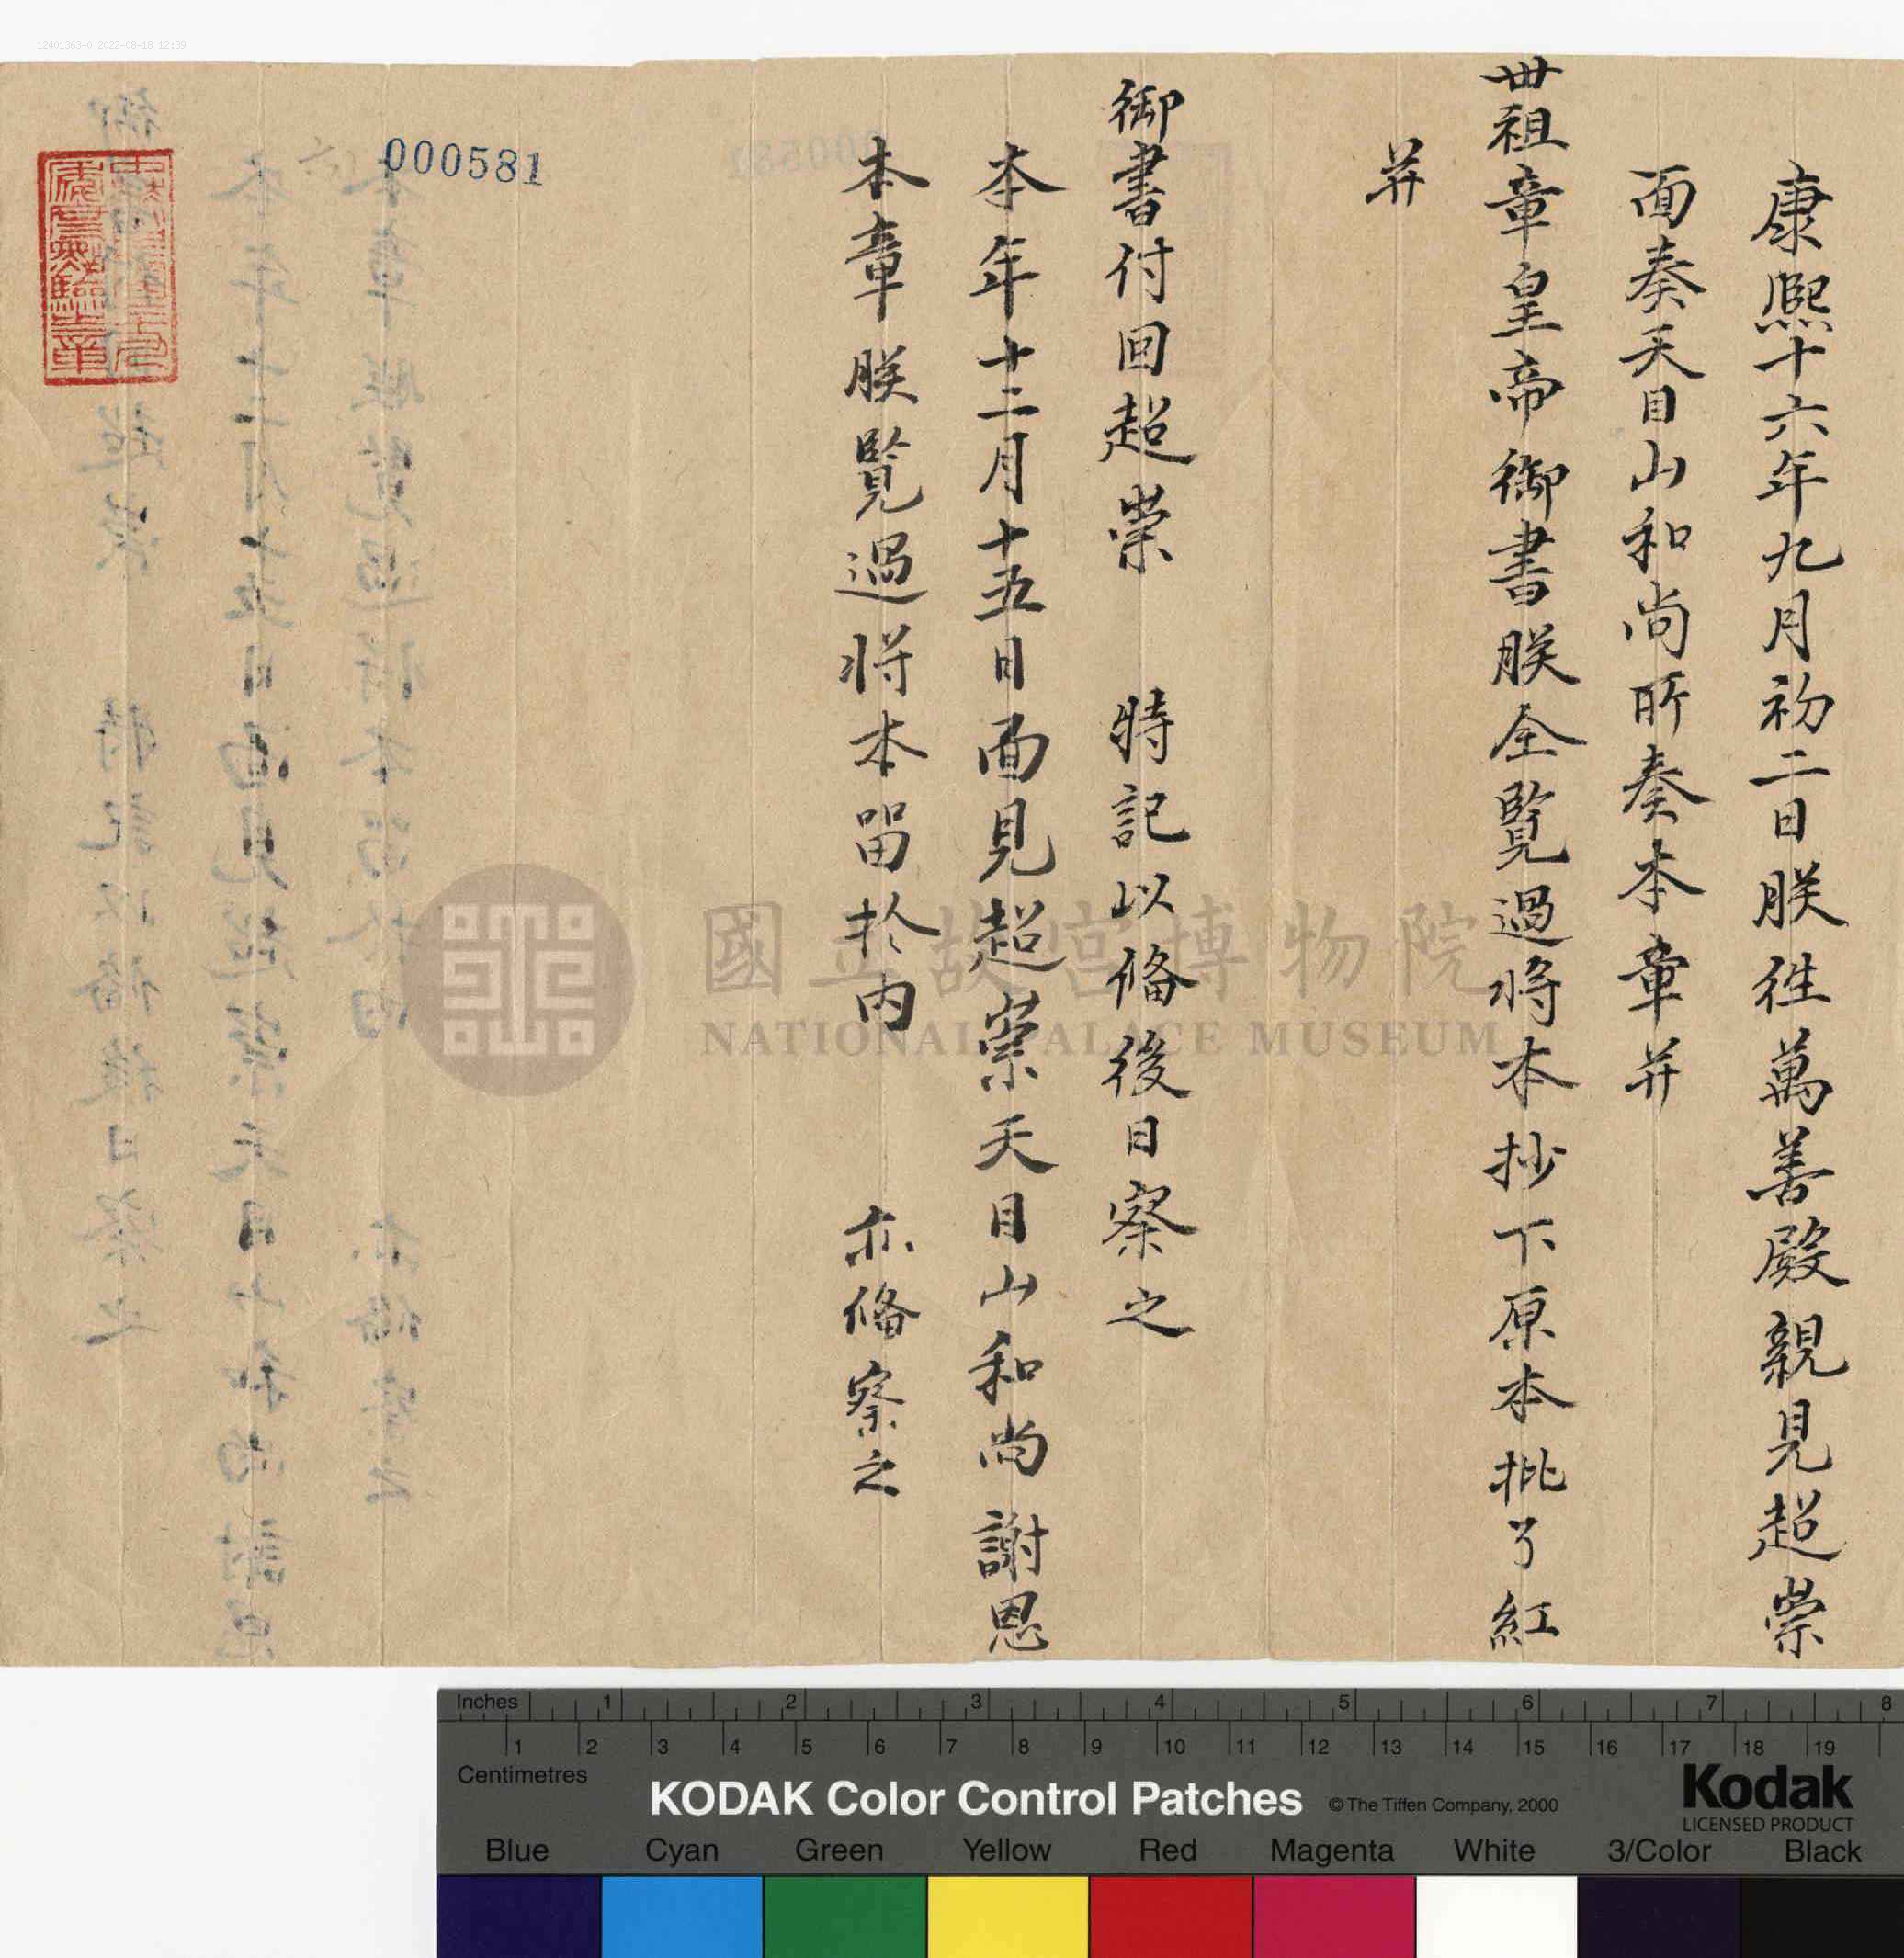 康熙十六年九月初二日朕徃萬善殿親見超崇
面奏天目山和尚所奏本章并
世祖章皇帝御書朕全覧過將本抄下原本批了紅
并
御書付回超崇　特記以俻後日察之
本年十二月十五日面見超崇天目山和尚謝恩
本章朕覧過將本留於内　亦俻察之
000581
國立故宮博物院
NATIONAL PALACE MUSEUM
12401363-0 2022-08-18 12:39
Inches 1 2 3 4 5 6 7 8
1 2 3 4 5 6 7 8 9 10 11 12 13 14 15 16 17 18 19
Centimetres
KODAK Color Control Patches © The Tiffen Company, 2000
Kodak
LICENSED PRODUCT
Blue Cyan Green Yellow Red Magenta White 3/Color Black